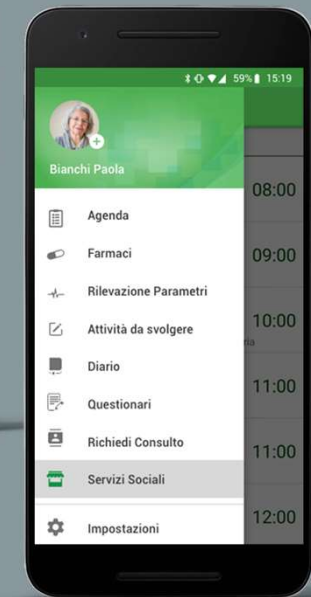 59% 15:19
Bianchi Paola
08:00
Agenda
Farmaci
09:00
Rilevazione Parametri
10:00
Attività da svolgere
ria
Diario
11:00
Questionari
Richiedi Consulto
11:00
Servizi Sociali
12:00
Impostazioni